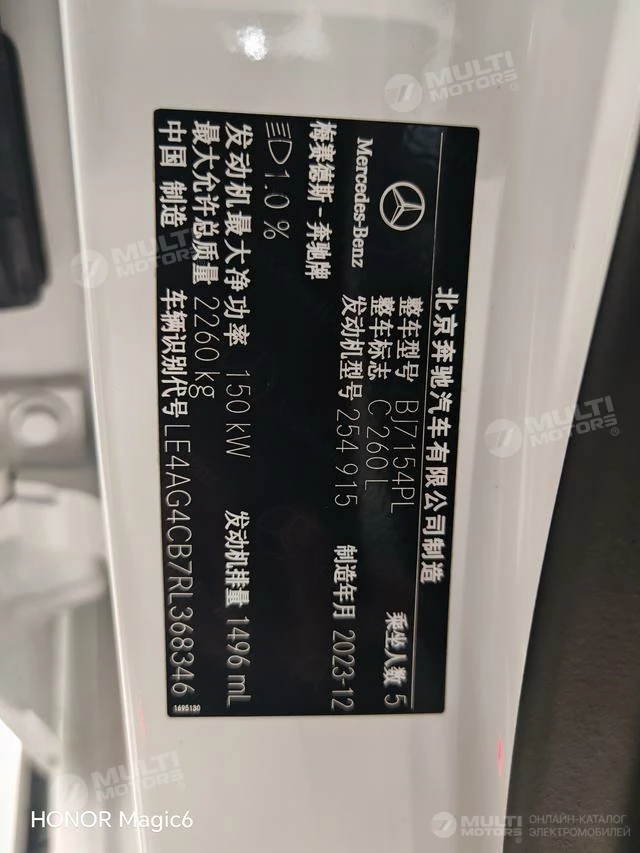 北京奔驰汽车有限公司制造
Mercedes-Benz
梅赛德斯-奔驰牌
整车型号 BJ7154PL 乘坐人数 5
整车标志 C 260 L
发动机型号 254 915 制造年月 2023-12
1.0 %
发动机最大净功率 150 kW 发动机排量 1496 mL
最大允许总质量 2260 kg
中国 制造 车辆识别代号 LE4AG4CB7RL368346
1695130
MULTI MOTORS®
MULTI MOTORS®
MULTI MOTORS®
MULTI MOTORS®
HONOR Magic6
MULTI MOTORS® ОНЛАЙН-КАТАЛОГ ЭЛЕКТРОМОБИЛЕЙ